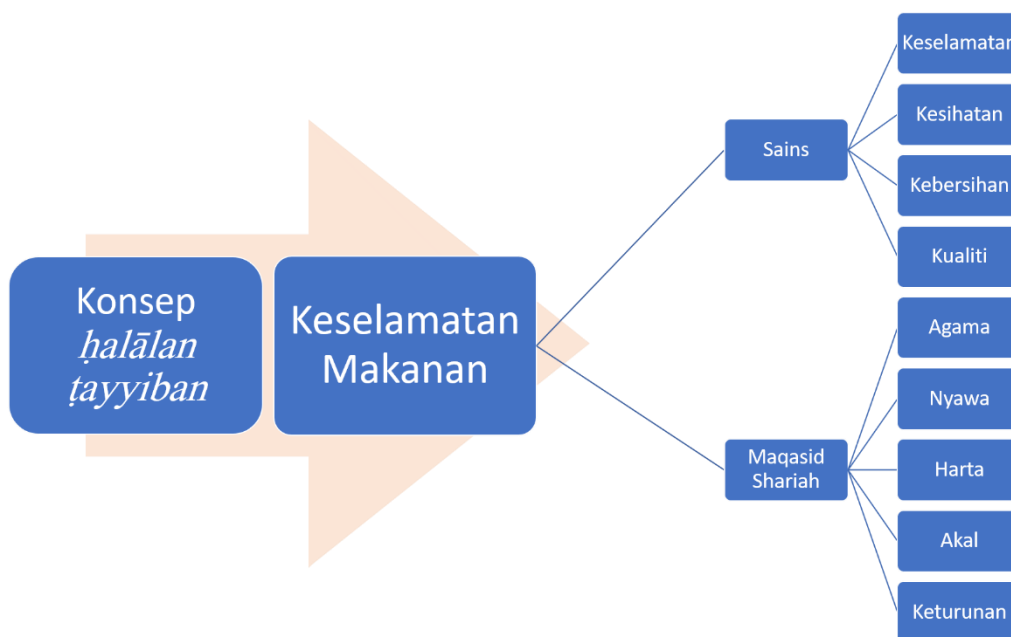 Konsep
ḥalālan
ṭayyiban
Keselamatan
Makanan
Sains
Keselamatan
Kesihatan
Kebersihan
Kualiti
Maqasid
Shariah
Agama
Nyawa
Harta
Akal
Keturunan